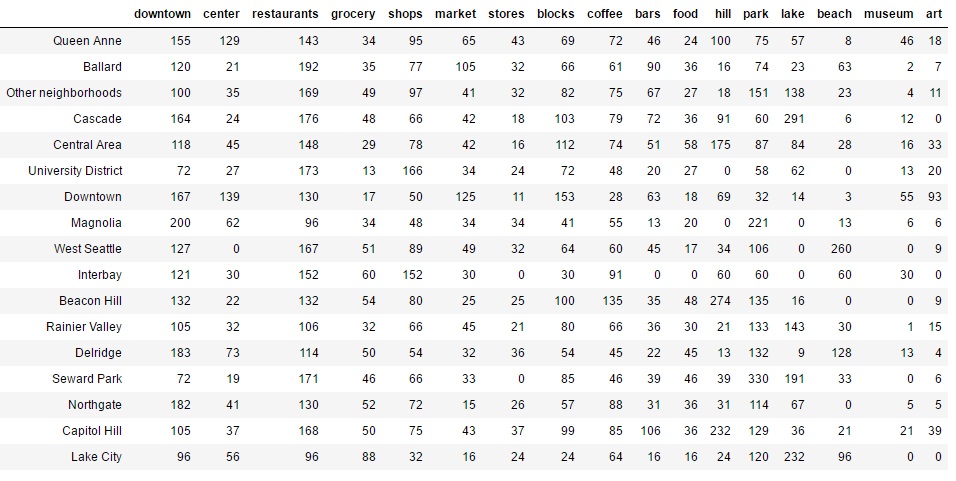 downtown center restaurants grocery shops market stores blocks coffee bars food hill park lake beach museum art
Queen Anne 155 129 143 34 95 65 43 69 72 46 24 100 75 57 8 46 18
Ballard 120 21 192 35 77 105 32 66 61 90 36 16 74 23 63 2 7
Other neighborhoods 100 35 169 49 97 41 32 82 75 67 27 18 151 138 23 4 11
Cascade 164 24 176 48 66 42 18 103 79 72 36 91 60 291 6 12 0
Central Area 118 45 148 29 78 42 16 112 74 51 58 175 87 84 28 16 33
University District 72 27 173 13 166 34 24 72 48 20 27 0 58 62 0 13 20
Downtown 167 139 130 17 50 125 11 153 28 63 18 69 32 14 3 55 93
Magnolia 200 62 96 34 48 34 34 41 55 13 20 0 221 0 13 6 6
West Seattle 127 0 167 51 89 49 32 64 60 45 17 34 106 0 260 0 9
Interbay 121 30 152 60 152 30 0 30 91 0 0 60 60 0 60 30 0
Beacon Hill 132 22 132 54 80 25 25 100 135 35 48 274 135 16 0 0 9
Rainier Valley 105 32 106 32 66 45 21 80 66 36 30 21 133 143 30 1 15
Delridge 183 73 114 50 54 32 36 54 45 22 45 13 132 9 128 13 4
Seward Park 72 19 171 46 66 33 0 85 46 39 46 39 330 191 33 0 6
Northgate 182 41 130 52 72 15 26 57 88 31 36 31 114 67 0 5 5
Capitol Hill 105 37 168 50 75 43 37 99 85 106 36 232 129 36 21 21 39
Lake City 96 56 96 88 32 16 24 24 64 16 16 24 120 232 96 0 0